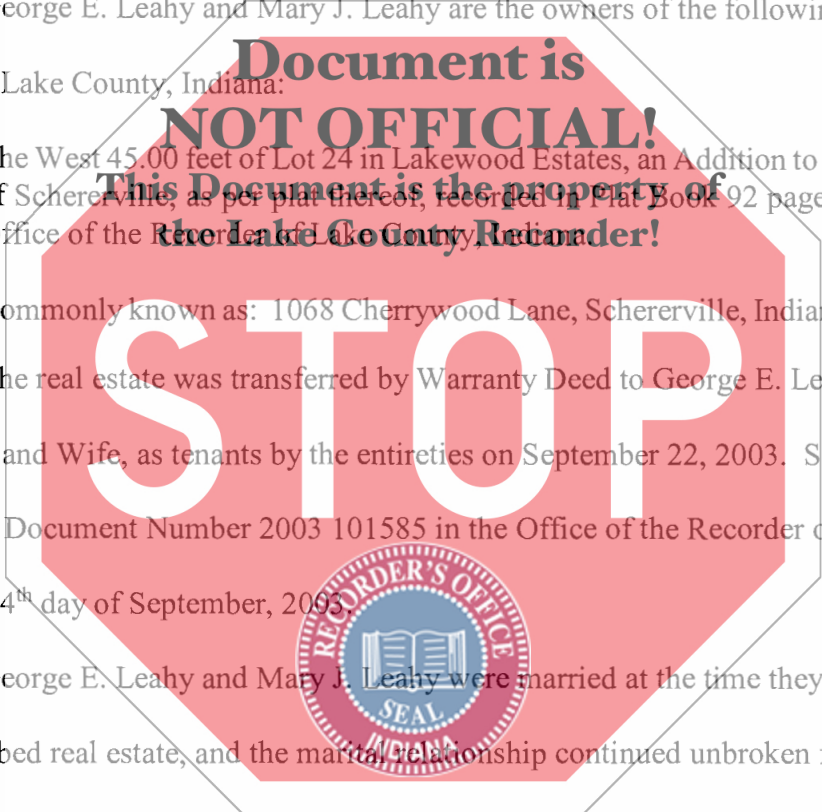 eorge E. Leahy and Mary J. Leahy are the owners of the followin
Document is
Lake County, Indiana:
NOT OFFICIAL!
he West 45.00 feet of Lot 24 in Lakewood Estates, an Addition to
This Document is the property of
f Schererville, as per plat thereof, recorded in Plat Book 92 page
the Lake County Recorder!
ffice of the Recorder of Lake County, Indiana.
ommonly known as: 1068 Cherrywood Lane, Schererville, Indian
he real estate was transferred by Warranty Deed to George E. Le
STOP
and Wife, as tenants by the entireties on September 22, 2003. S
Document Number 2003 101585 in the Office of the Recorder o
4th day of September, 2003.
RECORDER'S OFFICE
SEAL
INDIANA
eorge E. Leahy and Mary J. Leahy were married at the time they
bed real estate, and the marital relationship continued unbroken